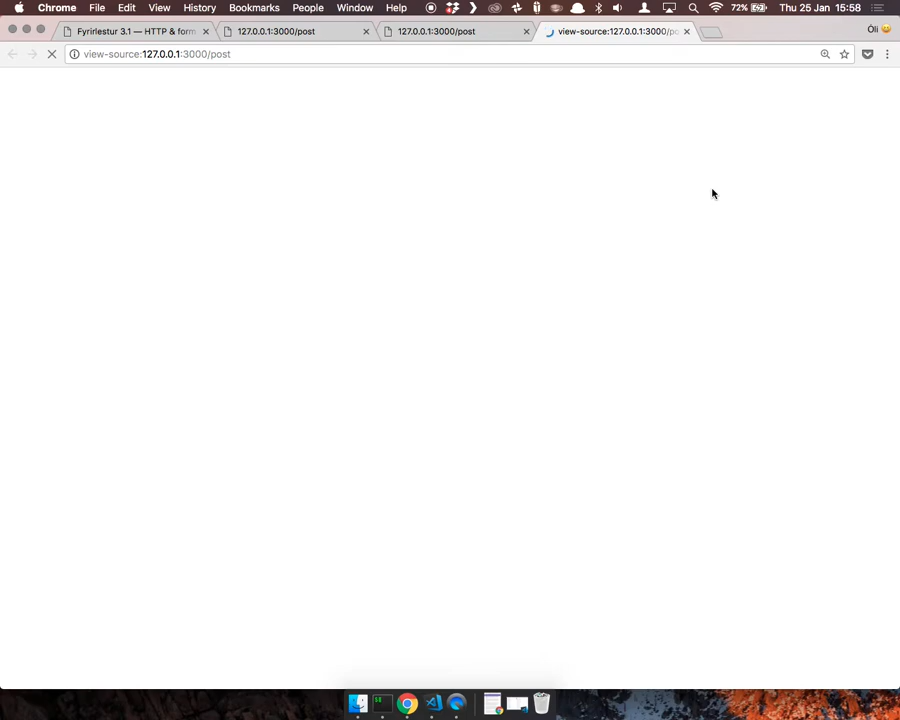 Chrome File Edit View History Bookmarks People Window Help 72% Thu 25 Jan 15:58
Fyrirlestur 3.1 — HTTP & form 127.0.0.1:3000/post 127.0.0.1:3000/post view-source:127.0.0.1:3000/po Óli
view-source:127.0.0.1:3000/post